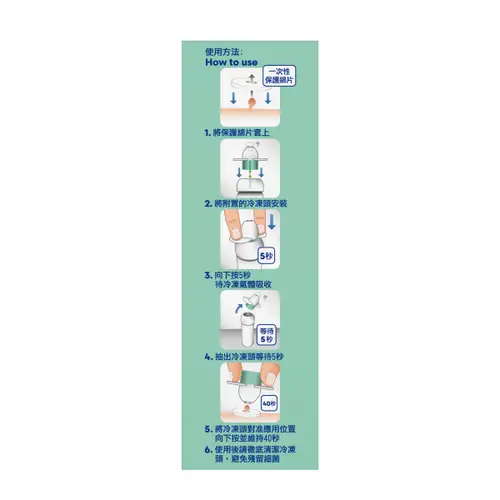 使用方法:
How to use
一次性
保護綿片
1. 將保護綿片套上
2. 將附置的冷凍頭安裝
5秒
3. 向下按5秒
待冷凍氣體吸收
等待
5秒
4. 抽出冷凍頭等待5秒
40秒
5. 將冷凍頭對准應用位置
向下按並維持40秒
6. 使用後請徹底清潔冷凍
頭，避免殘留細菌